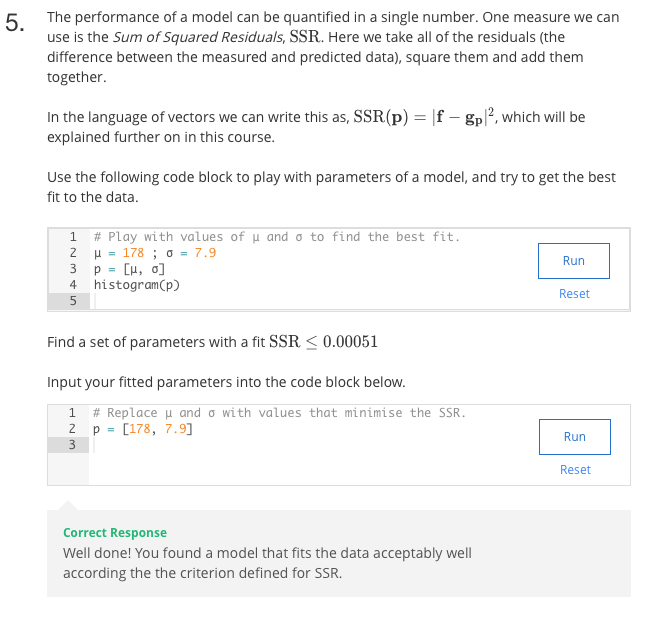 5.
The performance of a model can be quantified in a single number. One measure we can
use is the Sum of Squared Residuals, SSR. Here we take all of the residuals (the
difference between the measured and predicted data), square them and add them
together.
In the language of vectors we can write this as, SSR(p) = |f − gₚ|², which will be
explained further on in this course.
Use the following code block to play with parameters of a model, and try to get the best
fit to the data.
1 # Play with values of μ and σ to find the best fit.
2 μ = 178 ; σ = 7.9
3 p = [μ, σ]
4 histogram(p)
5
Run
Reset
Find a set of parameters with a fit SSR ≤ 0.00051
Input your fitted parameters into the code block below.
1 # Replace μ and σ with values that minimise the SSR.
2 p = [178, 7.9]
3
Run
Reset
Correct Response
Well done! You found a model that fits the data acceptably well
according the the criterion defined for SSR.